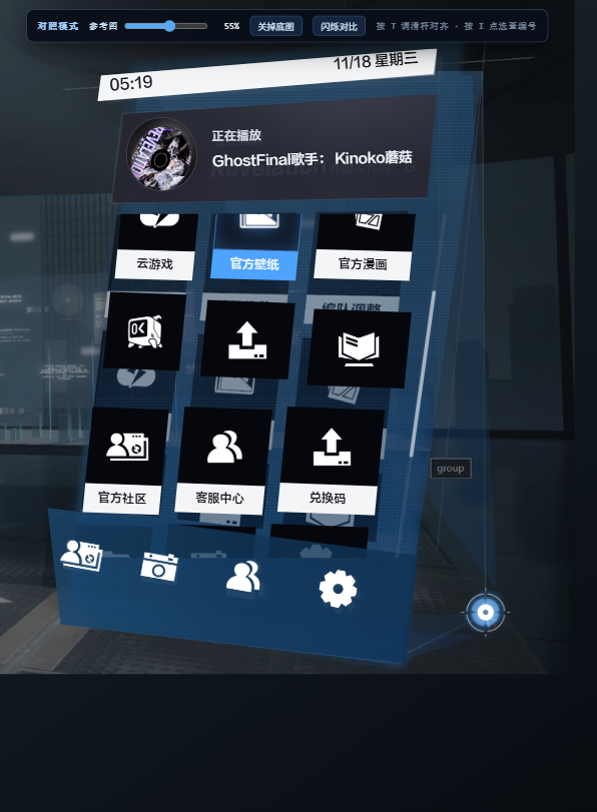 对照模式 参考图 55% 关掉底图 闪烁对比 按 T 调清杆对齐 · 按 I 点选查编号
05:19 11/18 星期三
正在播放
GhostFinal歌手： Kinoko蘑菇
Revelation
云游戏 官方壁纸 官方漫画
编队调整
官方社区 客服中心 兑换码
group